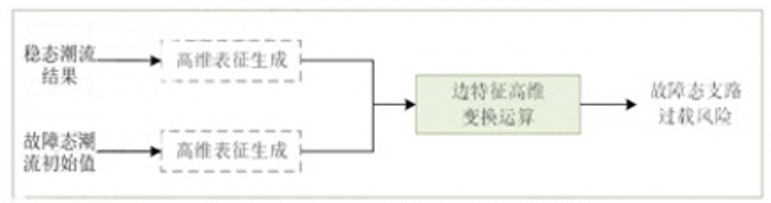 稳态潮流
结果
高维表征生成
故障态潮
流初始值
高维表征生成
边特征高维
变换运算
故障态支路
过载风险